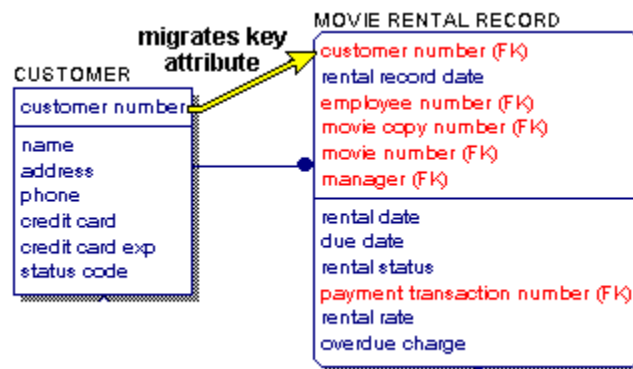 migrates key
attribute
CUSTOMER
customer number
name
address
phone
credit card
credit card exp
status code
MOVIE RENTAL RECORD
customer number (FK)
rental record date
employee number (FK)
movie copy number (FK)
movie number (FK)
manager (FK)
rental date
due date
rental status
payment transaction number (FK)
rental rate
overdue charge